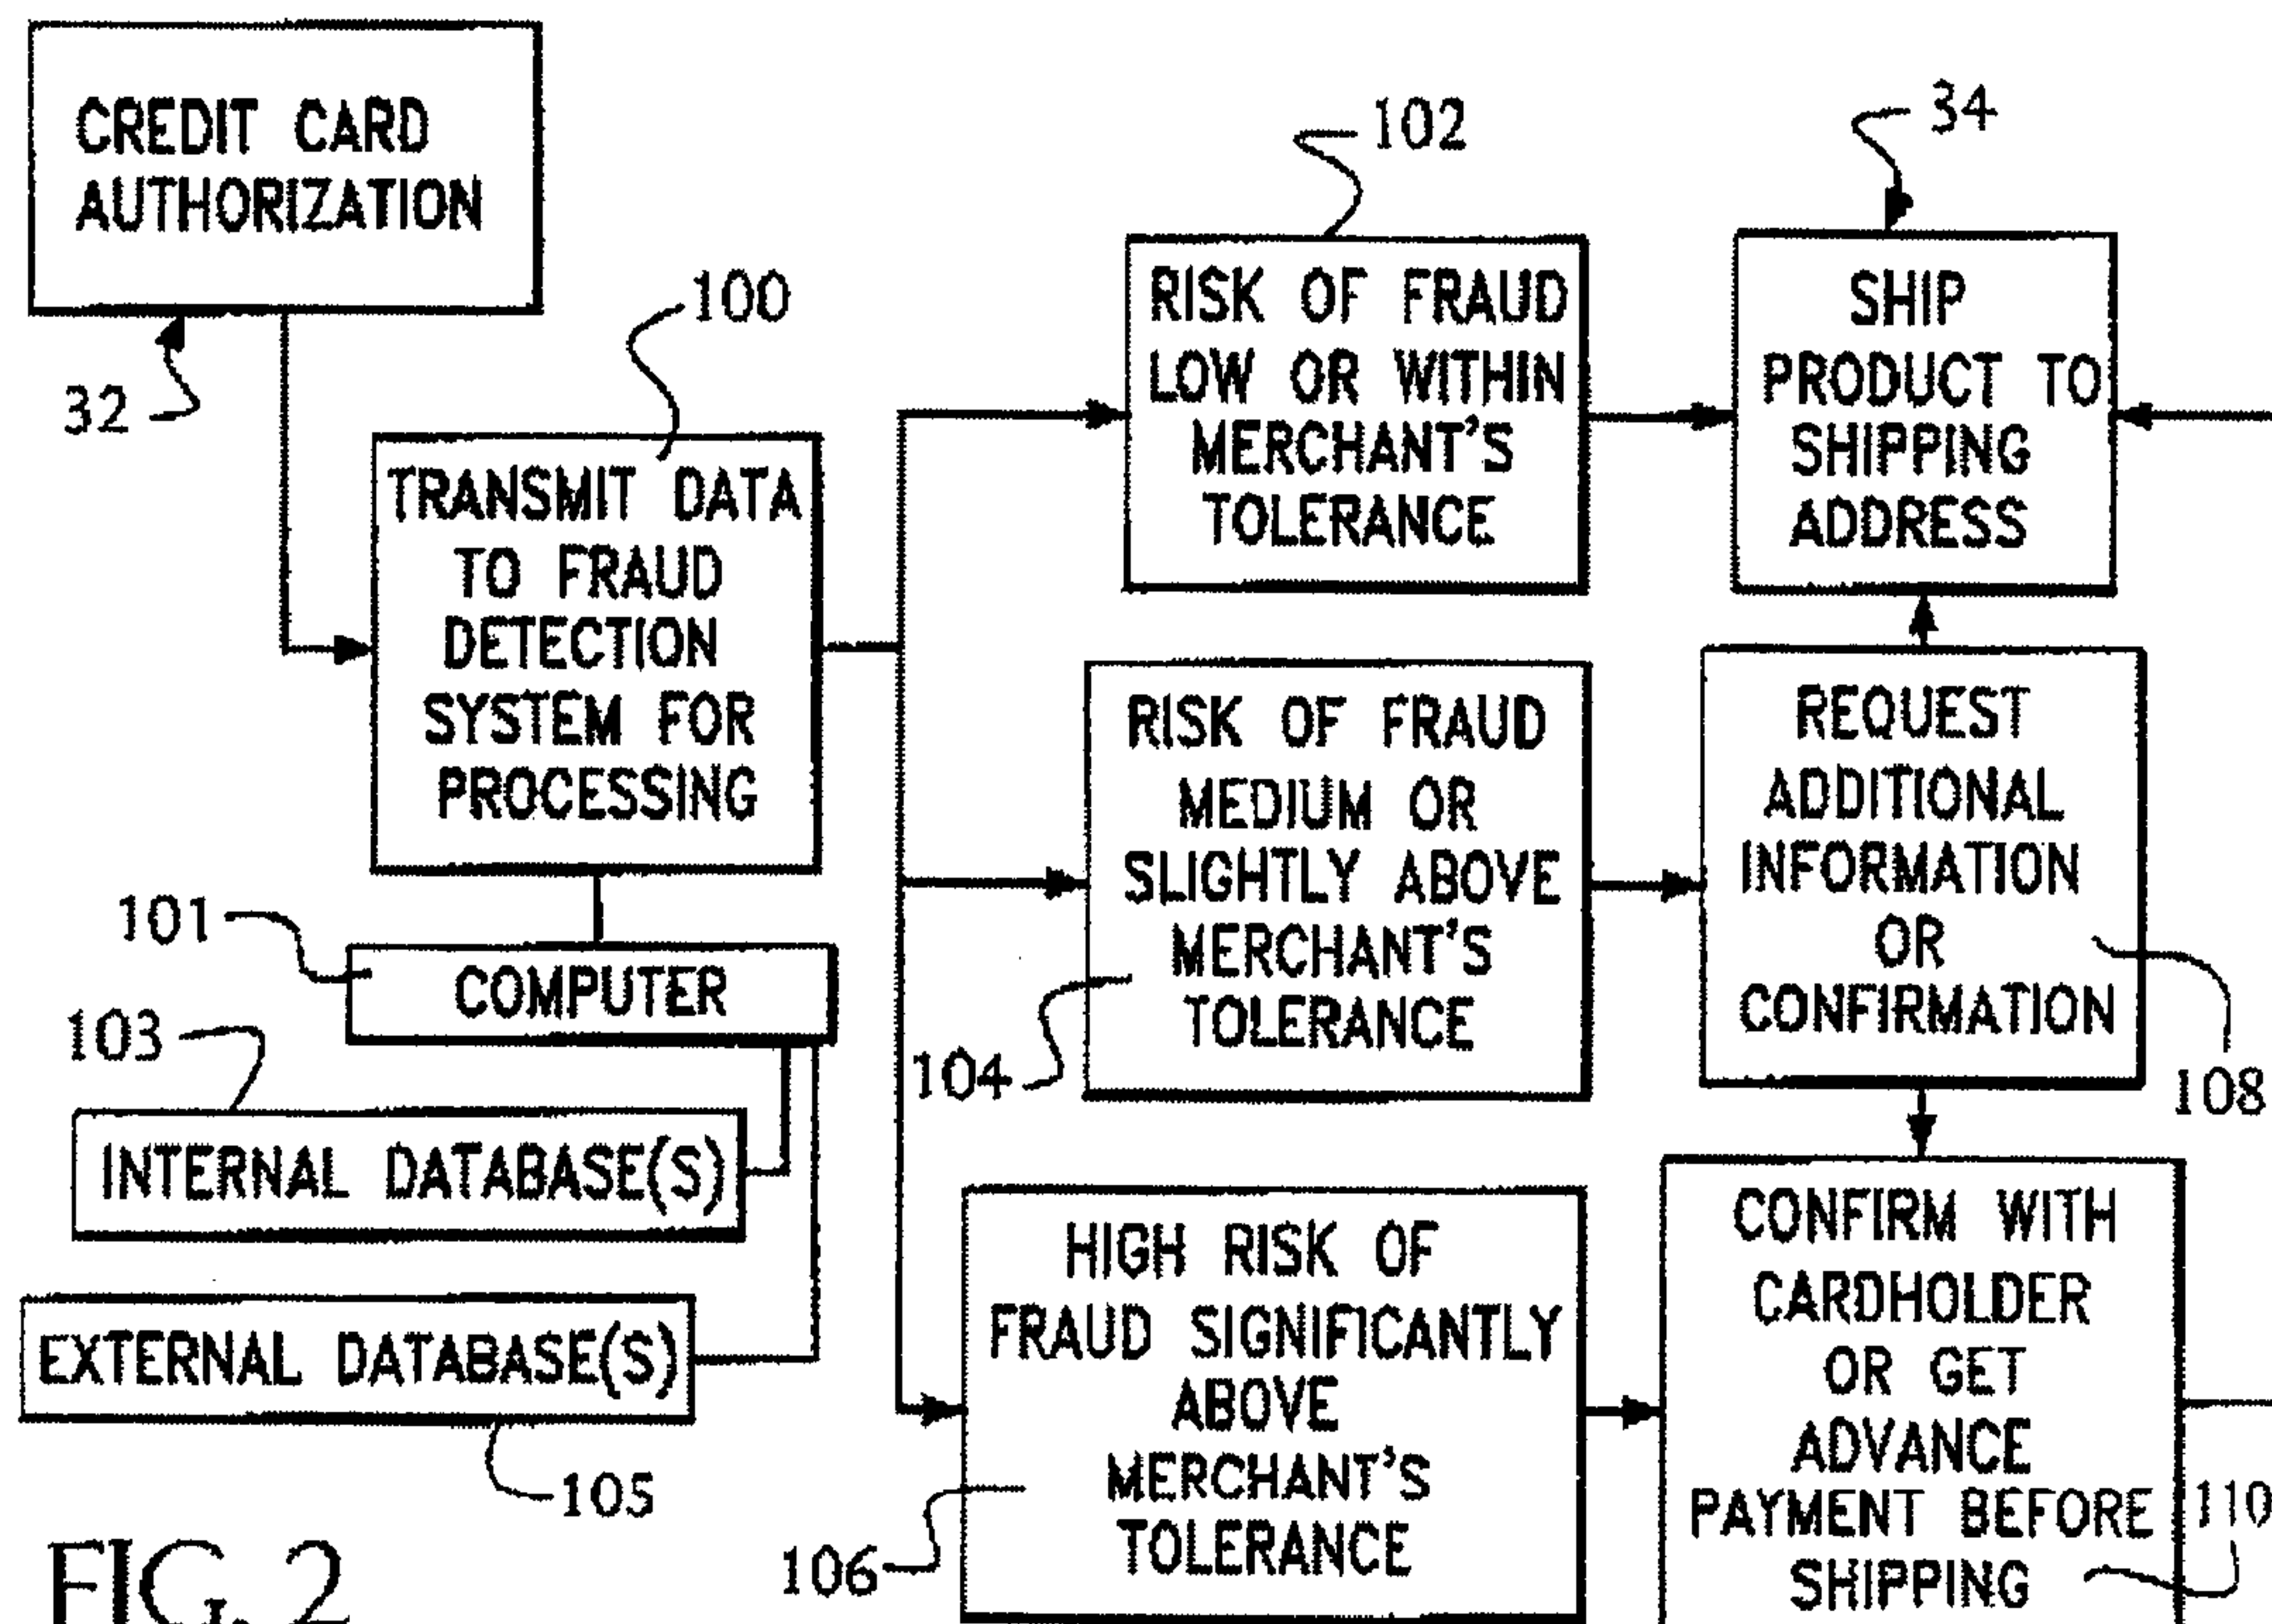 CREDIT CARD
AUTHORIZATION
32
100
TRANSMIT DATA
TO FRAUD
DETECTION
SYSTEM FOR
PROCESSING
101
COMPUTER
103
INTERNAL DATABASE(S)
EXTERNAL DATABASE(S)
105
102
RISK OF FRAUD
LOW OR WITHIN
MERCHANT'S
TOLERANCE
34
SHIP
PRODUCT TO
SHIPPING
ADDRESS
RISK OF FRAUD
MEDIUM OR
SLIGHTLY ABOVE
MERCHANT'S
TOLERANCE
104
REQUEST
ADDITIONAL
INFORMATION
OR
CONFIRMATION
108
HIGH RISK OF
FRAUD SIGNIFICANTLY
ABOVE
MERCHANT'S
TOLERANCE
106
CONFIRM WITH
CARDHOLDER
OR GET
ADVANCE
PAYMENT BEFORE
SHIPPING
110
FIG. 2